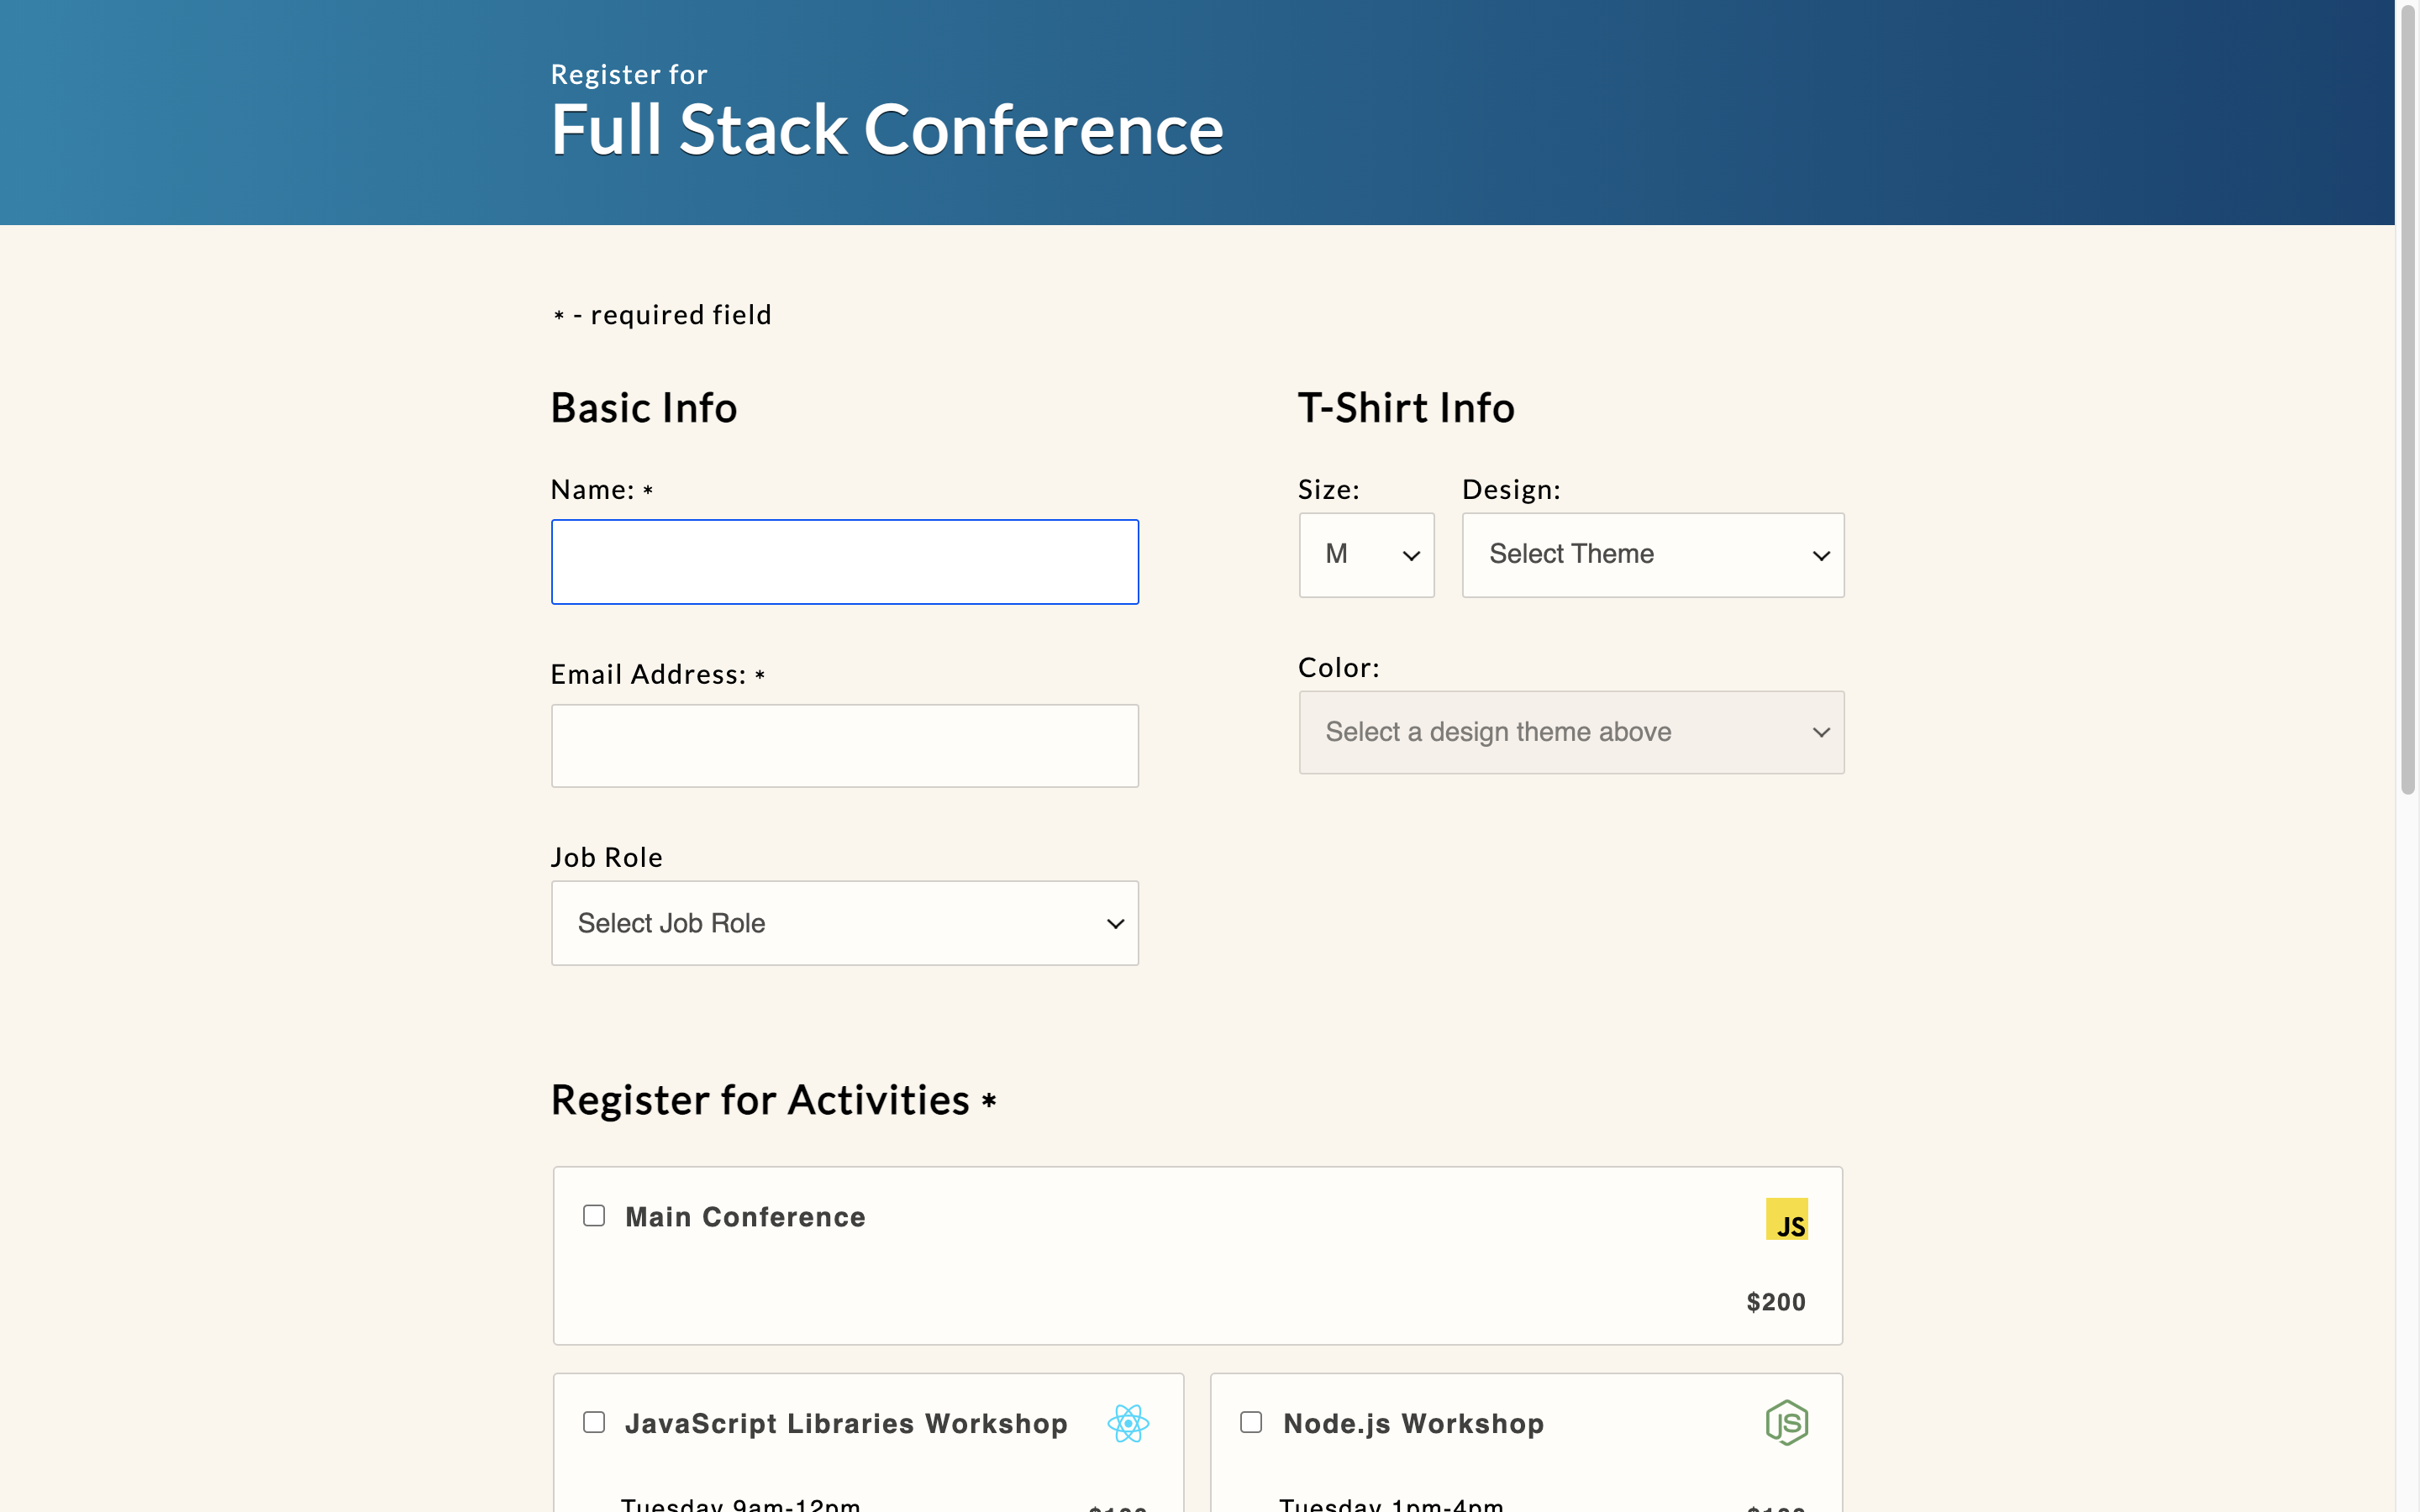 Register for
Full Stack Conference
* - required field
Basic Info
Name: *
Email Address: *
Job Role
Select Job Role
T-Shirt Info
Size:
M
Design:
Select Theme
Color:
Select a design theme above
Register for Activities *
Main Conference
JS
$200
JavaScript Libraries Workshop
Tuesday 9am-12pm
$100
Node.js Workshop
JS
Tuesday 1pm-4pm
$100